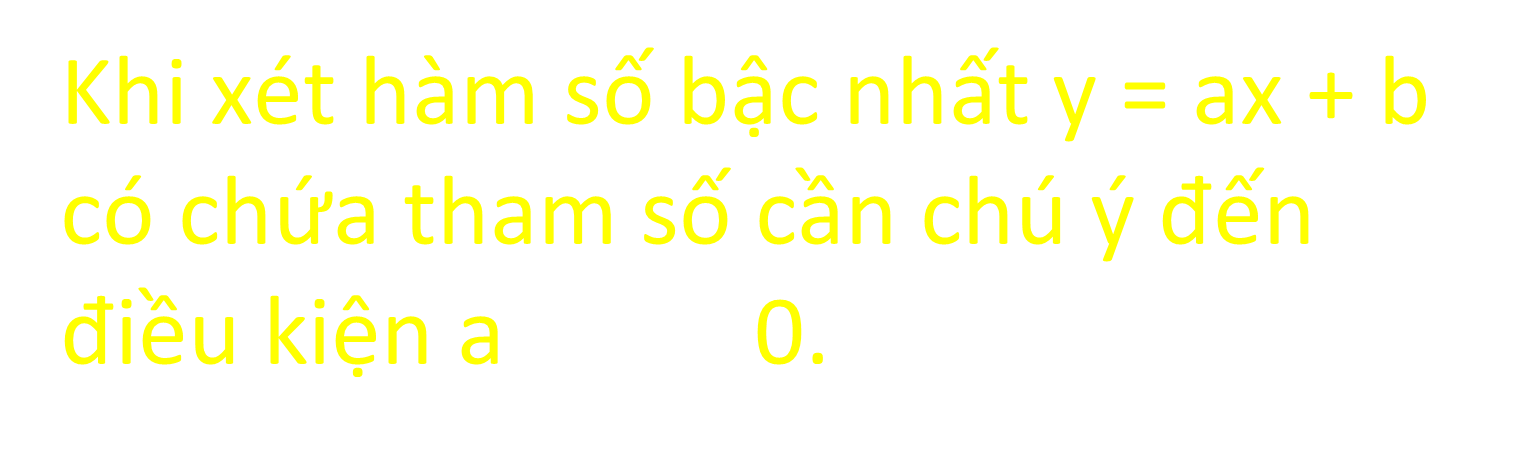 Khi xét hàm số bậc nhất y = ax + b
có chứa tham số cần chú ý đến
điều kiện a 0.